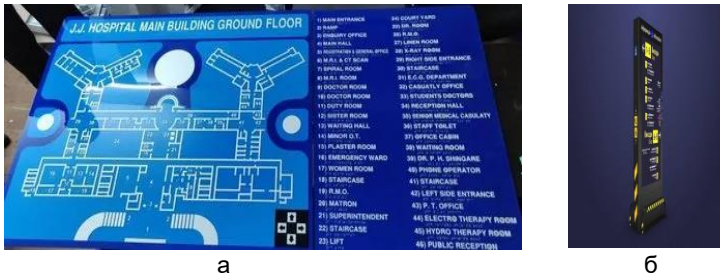 J.J. HOSPITAL MAIN BUILDING GROUND FLOOR
1) MAIN ENTRANCE
2) RAMP
3) ENQUIRY OFFICE
4) MAIN HALL
5) REGISTRATION & GENERAL OFFICE
6) M.R.I. & CT SCAN
7) SPIRAL ROOM
8) M.R.I. ROOM
9) DOCTOR ROOM
10) DOCTOR ROOM
11) DUTY ROOM
12) SISTER ROOM
13) WAITING HALL
14) MINOR O.T.
15) PLASTER ROOM
16) EMERGENCY WARD
17) WOMEN ROOM
18) STAIRCASE
19) R.M.O.
20) MATRON
21) SUPERINTENDENT
22) STAIRCASE
23) LIFT
24) COURT YARD
25) DR. ROOM
26) R.M.O.
27) LINEN ROOM
28) X-RAY ROOM
29) RIGHT SIDE ENTRANCE
30) STAIRCASE
31) E.C.G. DEPARTMENT
32) CASUATLY OFFICE
33) STUDENTS DOCTORS
34) RECEPTION HALL
35) SENIOR MEDICAL CASULATY
36) STAFF TOILET
37) OFFICE CABIN
38) WAITING ROOM
39) DR. P. H. SHINGARE
40) PHONE OPERATOR
41) STAIRCASE
42) LEFT SIDE ENTRANCE
43) P. T. OFFICE
44) ELECTRO THERAPY ROOM
45) HYDRO THERAPY ROOM
46) PUBLIC RECEPTION
а
б